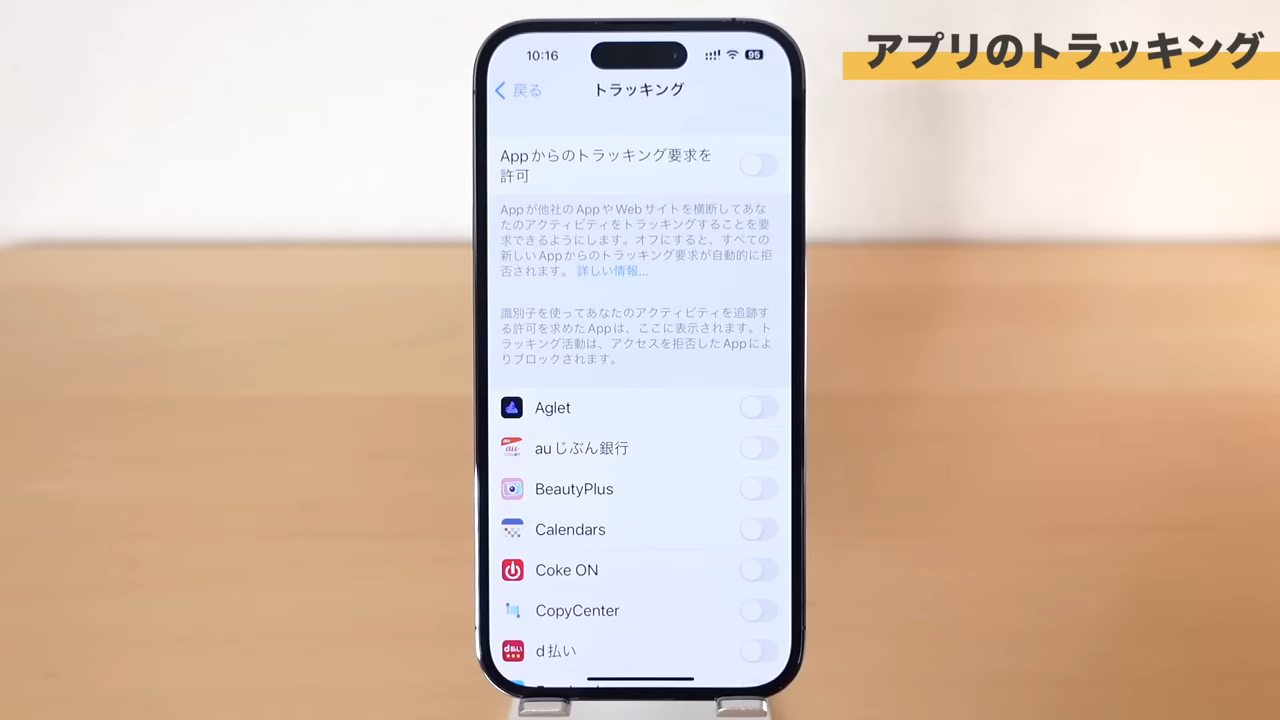 アプリのトラッキング
10:16
95
戻る
トラッキング
Appからのトラッキング要求を
許可
Appが他社のAppやWebサイトを横断してあな
たのアクティビティをトラッキングすることを要
求できるようにします。オフにすると、すべての
新しいAppからのトラッキング要求が自動的に拒
否されます。 詳しい情報...
識別子を使ってあなたのアクティビティを追跡す
る許可を求めたAppは、ここに表示されます。ト
ラッキング活動は、アクセスを拒否したAppによ
りブロックされます。
Aglet
au
auじぶん銀行
BeautyPlus
Calendars
Coke ON
CopyCenter
d払い
d払い